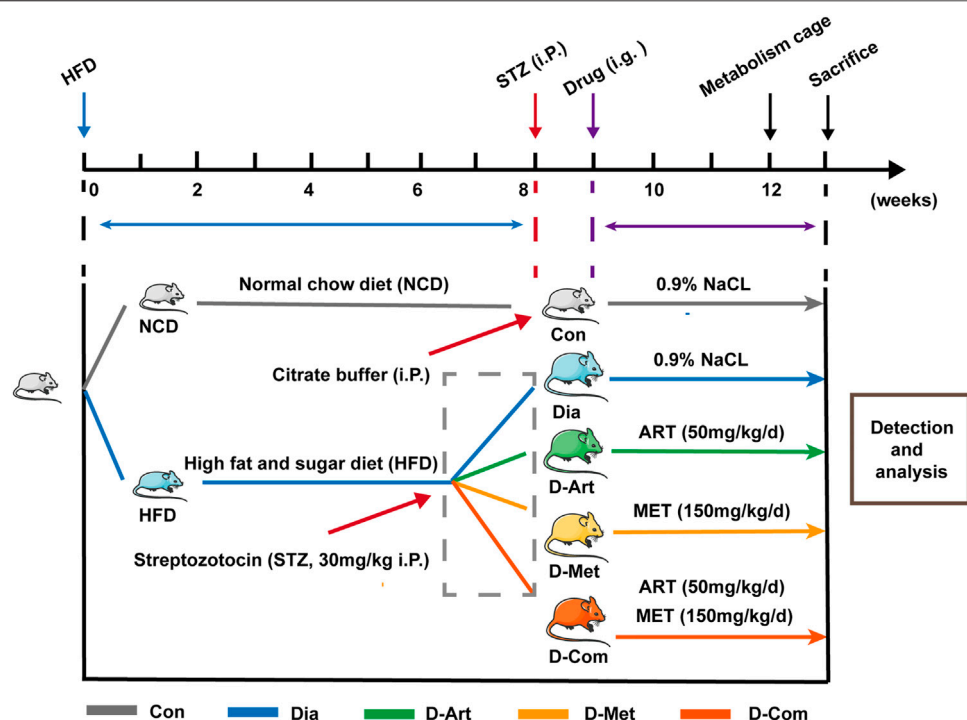 HFD
STZ (i.P.)
Drug (i.g. )
Metabolism cage
Sacrifice
0
2
4
6
8
10
12
(weeks)
Normal chow diet (NCD)
0.9% NaCL
NCD
Con
Citrate buffer (i.P.)
0.9% NaCL
Dia
High fat and sugar diet (HFD)
ART (50mg/kg/d)
D-Art
HFD
Detection
and
analysis
MET (150mg/kg/d)
Streptozotocin (STZ, 30mg/kg i.P.)
D-Met
ART (50mg/kg/d)
MET (150mg/kg/d)
D-Com
Con
Dia
D-Art
D-Met
D-Com